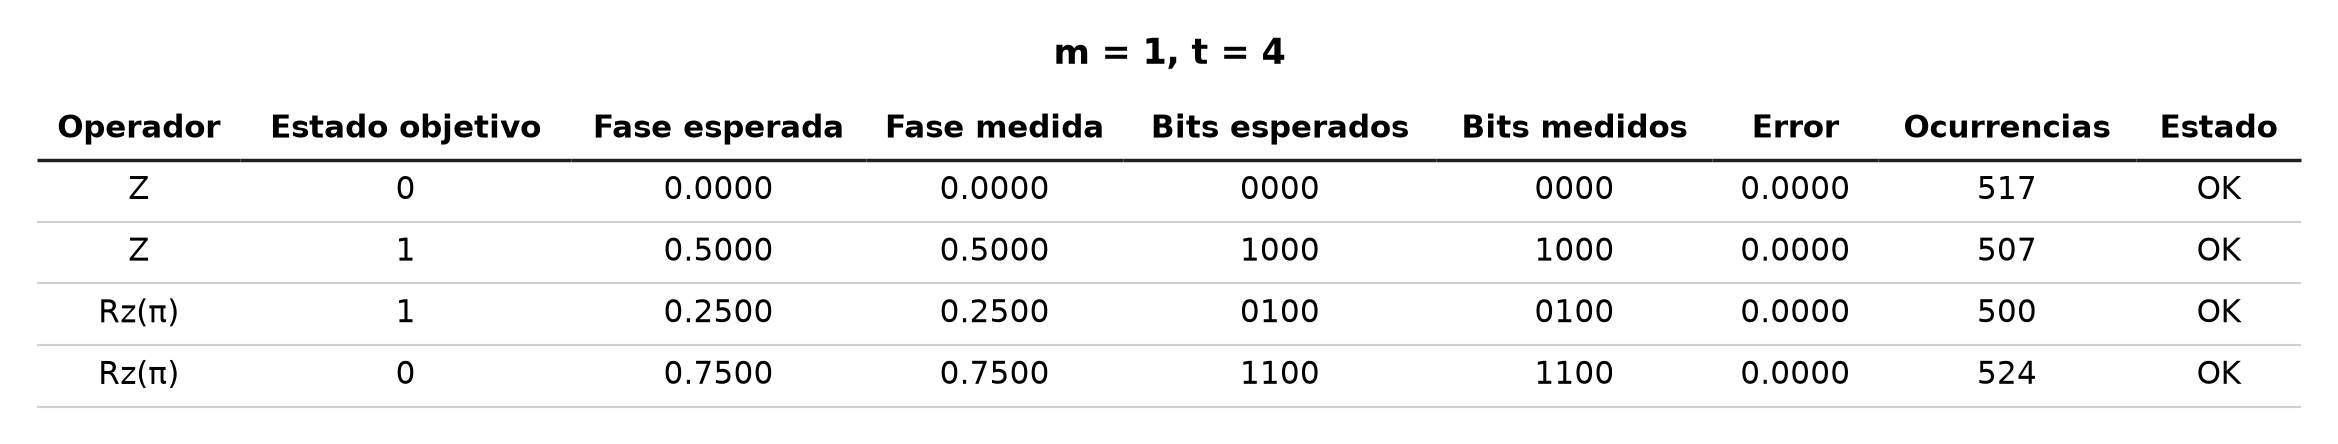 m = 1, t = 4
Operador Estado objetivo Fase esperada Fase medida Bits esperados Bits medidos Error Ocurrencias Estado
Z 0 0.0000 0.0000 0000 0000 0.0000 517 OK
Z 1 0.5000 0.5000 1000 1000 0.0000 507 OK
Rz(π) 1 0.2500 0.2500 0100 0100 0.0000 500 OK
Rz(π) 0 0.7500 0.7500 1100 1100 0.0000 524 OK